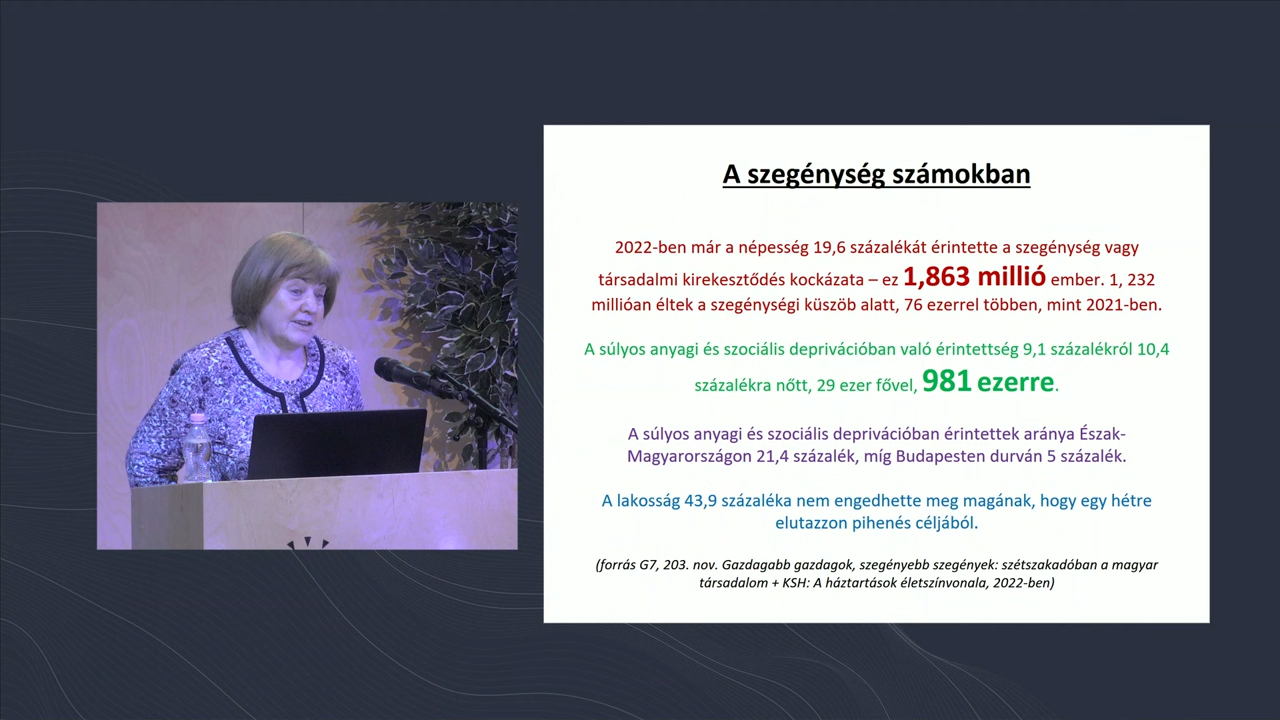 A szegénység számokban
2022-ben már a népesség 19,6 százalékát érintette a szegénység vagy
társadalmi kirekesztődés kockázata – ez 1,863 millió ember. 1, 232
millióan éltek a szegénységi küszöb alatt, 76 ezerrel többen, mint 2021-ben.
A súlyos anyagi és szociális deprivációban való érintettség 9,1 százalékról 10,4
százalékra nőtt, 29 ezer fővel, 981 ezerre.
A súlyos anyagi és szociális deprivációban érintettek aránya Észak-
Magyarországon 21,4 százalék, míg Budapesten durván 5 százalék.
A lakosság 43,9 százaléka nem engedhette meg magának, hogy egy hétre
elutazzon pihenés céljából.
(forrás G7, 203. nov. Gazdagabb gazdagok, szegényebb szegények: szétszakadóban a magyar
társadalom + KSH: A háztartások életszínvonala, 2022-ben)